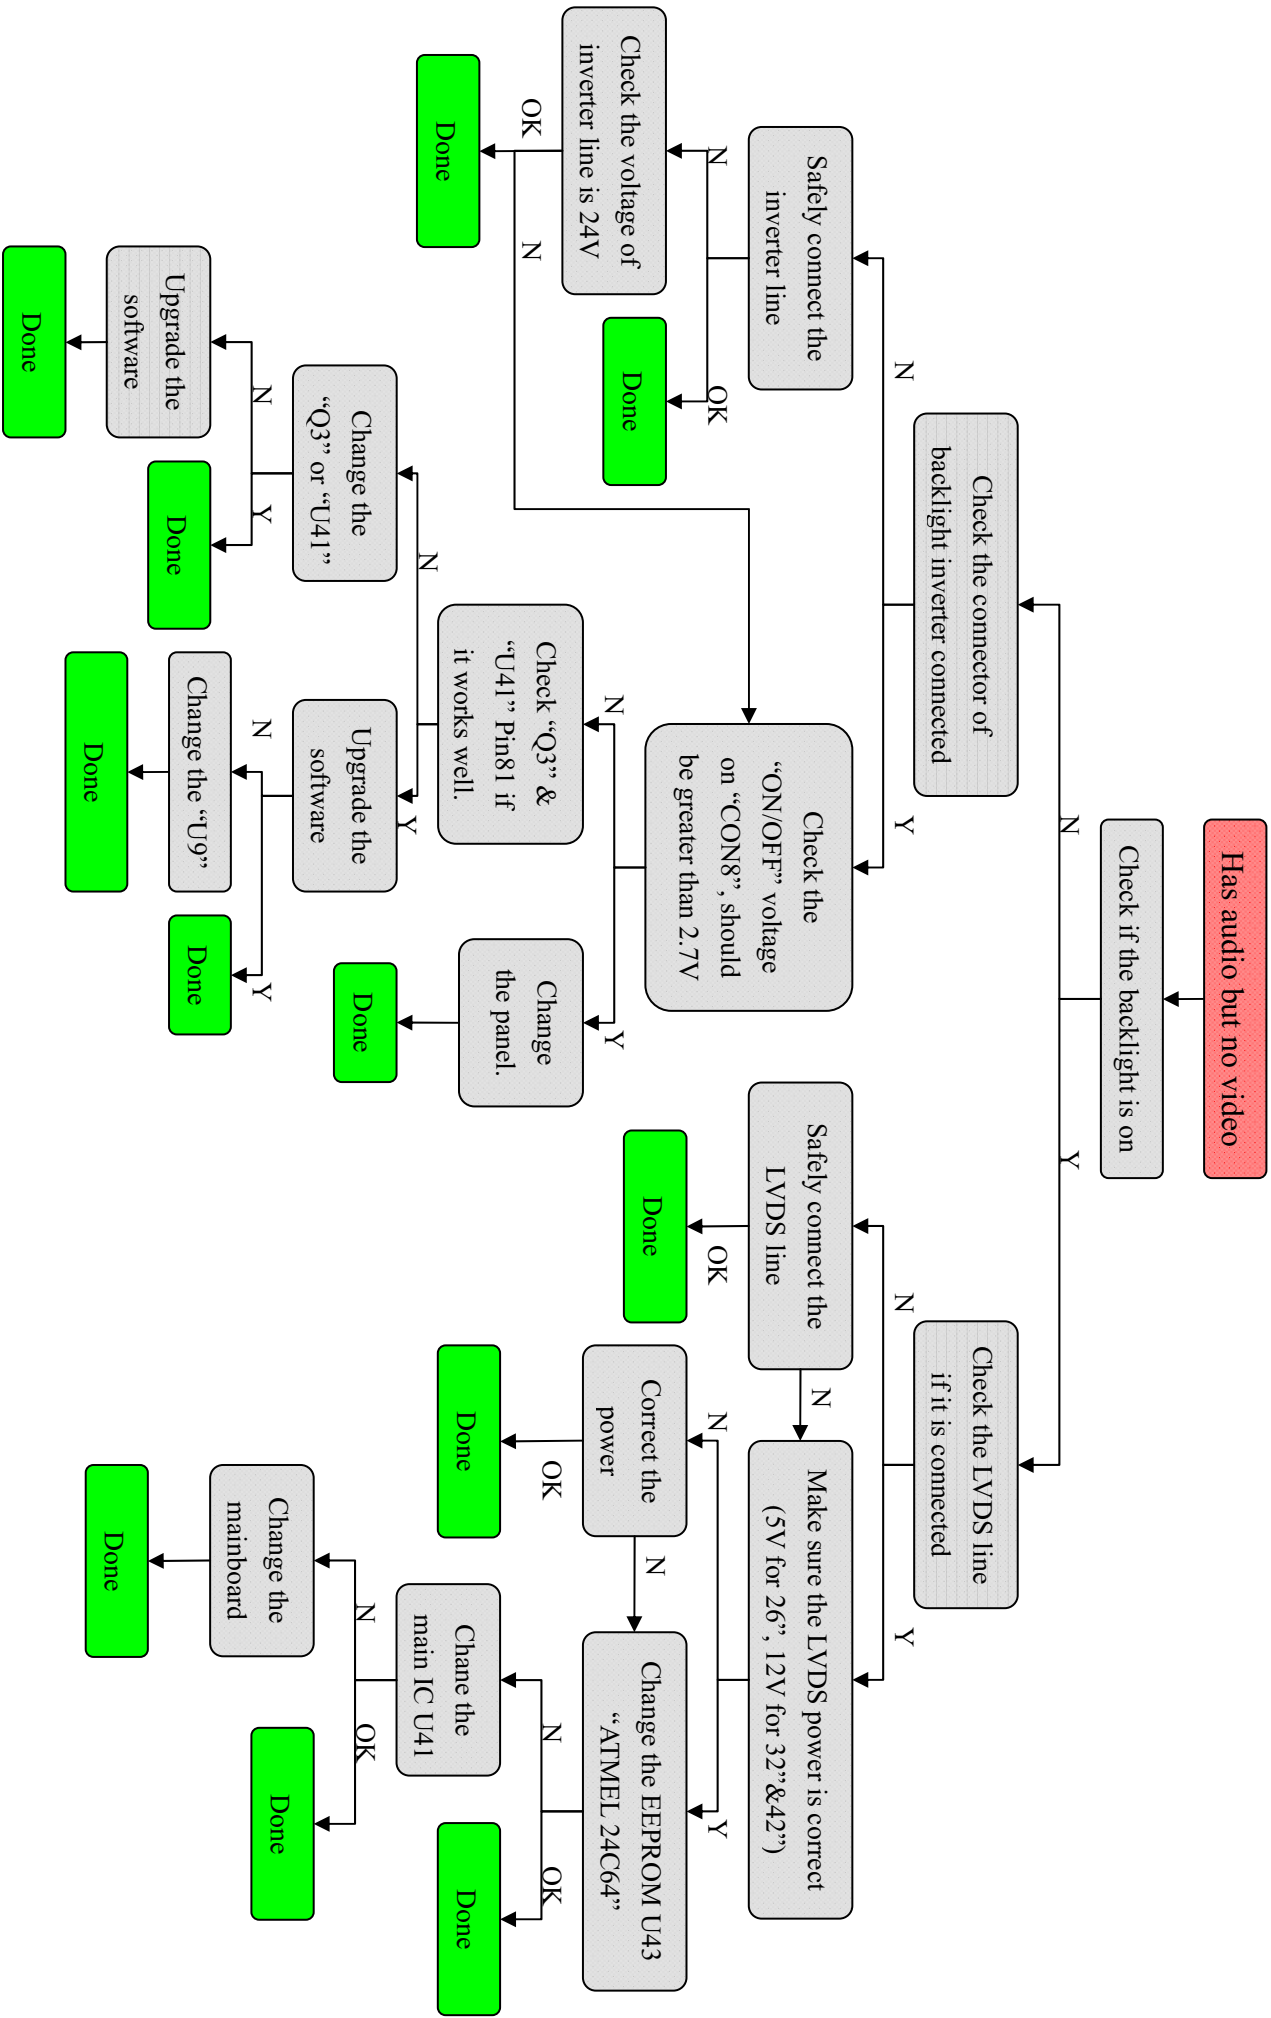 Has audio but no video
Check if the backlight is on
N
Y
Check the connector of
backlight inverter connected
Check the LVDS line
if it is connected
N
Y
N
Y
Safely connect the
inverter line
Check the
“ON/OFF” voltage
on “CON8”, should
be greater than 2.7V
Safely connect the
LVDS line
N
Make sure the LVDS power is correct
(5V for 26”, 12V for 32”&42”)
N
OK
OK
N
Y
Check the voltage of
inverter line is 24V
Done
N
Y
Done
Correct the
power
N
Change the EEPROM U43
“ATMEL 24C64”
OK
N
Check “Q3” &
“U41” Pin81 if
it works well.
Change
the panel.
OK
N
OK
Done
N
Y
Done
Done
Chane the
main IC U41
Done
Change the
“Q3” or “U41”
Upgrade the
software
N
OK
N
Y
N
Y
Change the
mainboard
Done
Upgrade the
software
Done
Change the “U9”
Done
Done
Done
Done